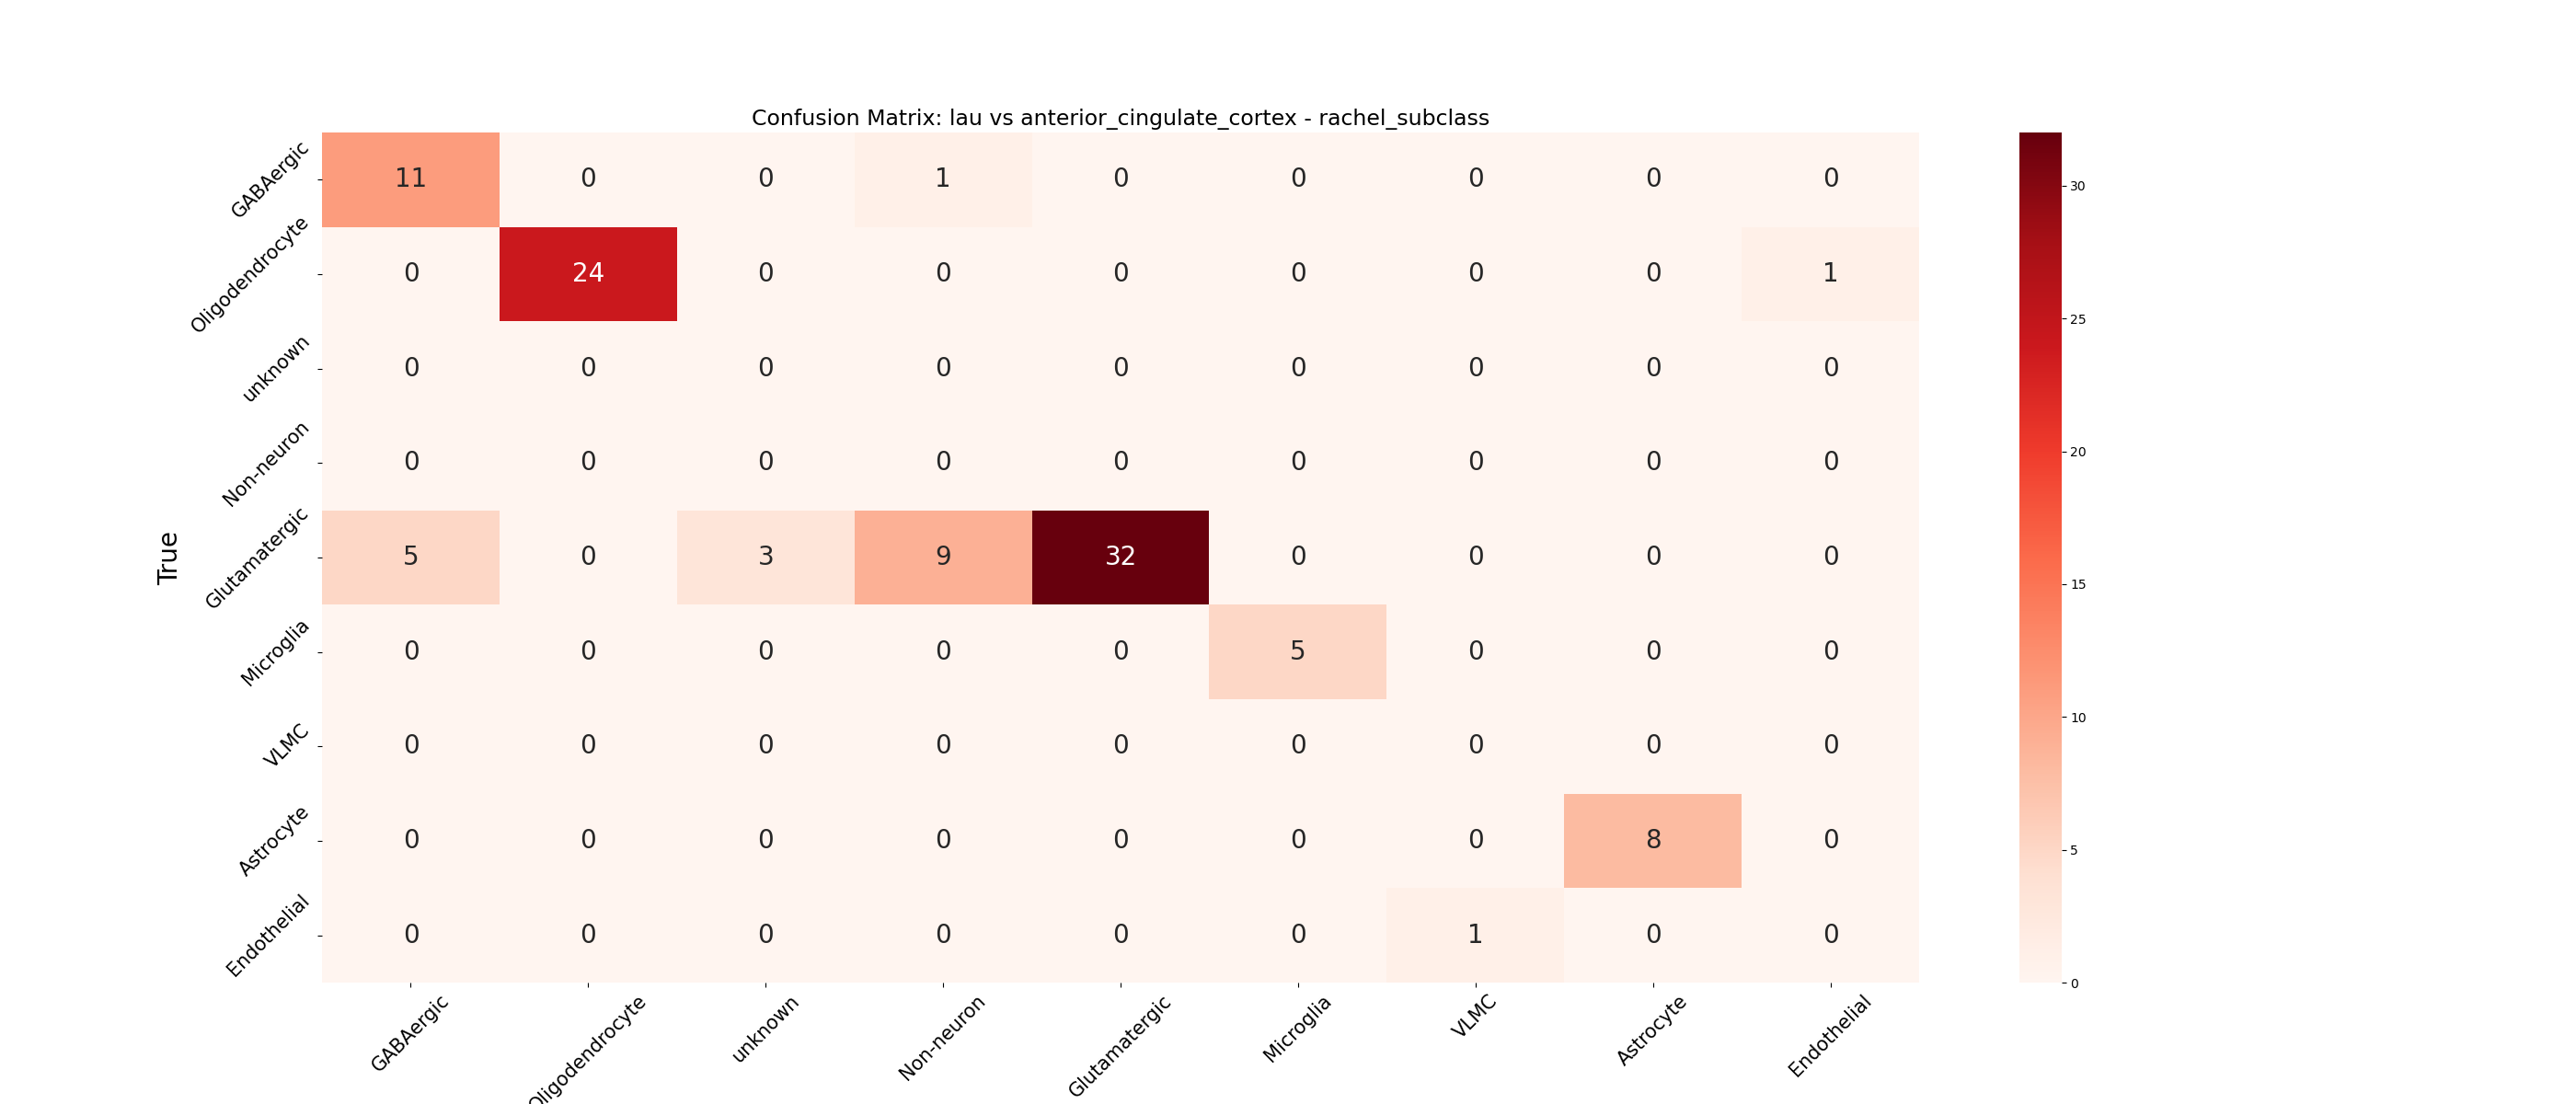 Confusion Matrix: lau vs anterior_cingulate_cortex - rachel_subclass
GABAergic 11 0 0 1 0 0 0 0 0
Oligodendrocyte 0 24 0 0 0 0 0 0 1
unknown 0 0 0 0 0 0 0 0 0
Non-neuron 0 0 0 0 0 0 0 0 0
Glutamatergic 5 0 3 9 32 0 0 0 0
Microglia 0 0 0 0 0 5 0 0 0
VLMC 0 0 0 0 0 0 0 0 0
Astrocyte 0 0 0 0 0 0 0 8 0
Endothelial 0 0 0 0 0 0 1 0 0
True
GABAergic Oligodendrocyte unknown Non-neuron Glutamatergic Microglia VLMC Astrocyte Endothelial
30
25
20
15
10
5
0